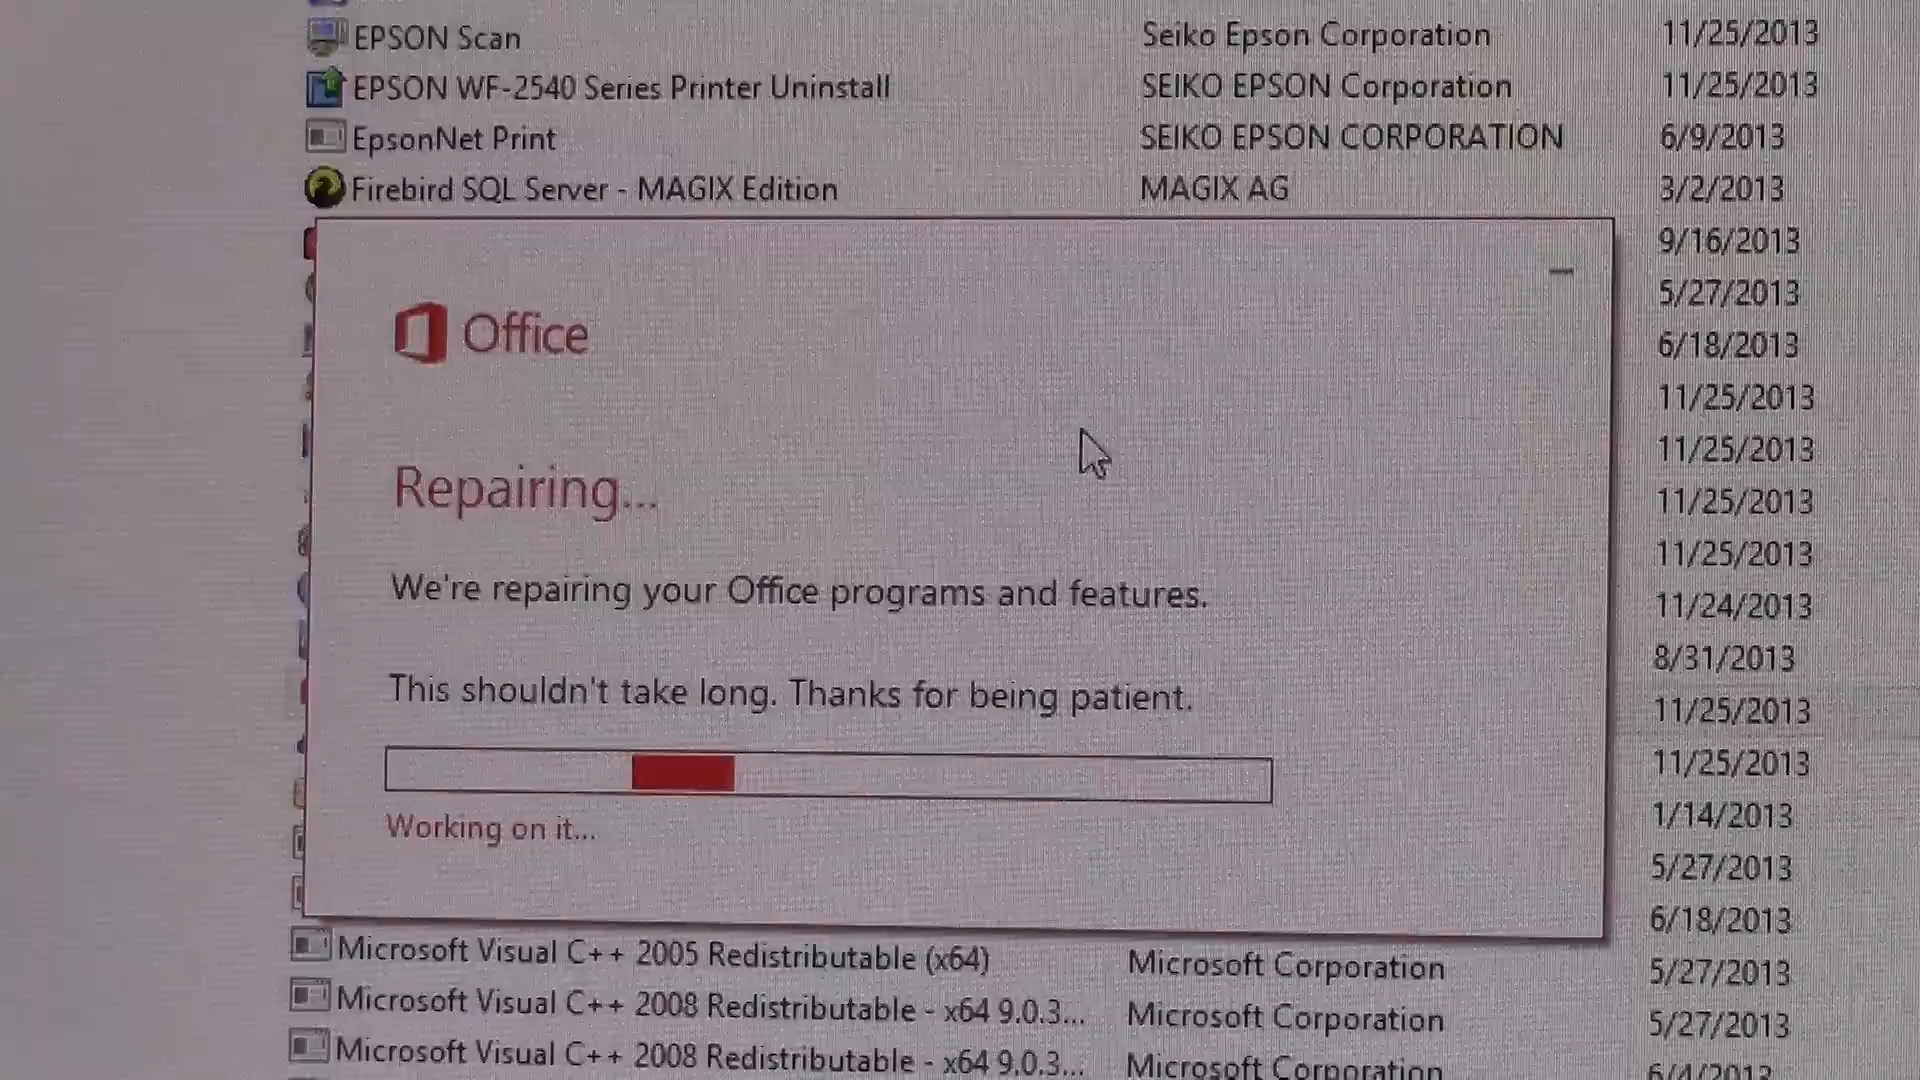 EPSON Scan Seiko Epson Corporation 11/25/2013
EPSON WF-2540 Series Printer Uninstall SEIKO EPSON Corporation 11/25/2013
EpsonNet Print SEIKO EPSON CORPORATION 6/9/2013
Firebird SQL Server - MAGIX Edition MAGIX AG 3/2/2013
9/16/2013
5/27/2013
Office
6/18/2013
11/25/2013
11/25/2013
Repairing...
11/25/2013
11/25/2013
We're repairing your Office programs and features.
11/24/2013
8/31/2013
This shouldn't take long. Thanks for being patient.
11/25/2013
11/25/2013
Working on it...
1/14/2013
5/27/2013
6/18/2013
Microsoft Visual C++ 2005 Redistributable (x64) Microsoft Corporation 5/27/2013
Microsoft Visual C++ 2008 Redistributable - x64 9.0.3... Microsoft Corporation 5/27/2013
Microsoft Visual C++ 2008 Redistributable - x64 9.0.3... Microsoft Corporation 6/4/2013